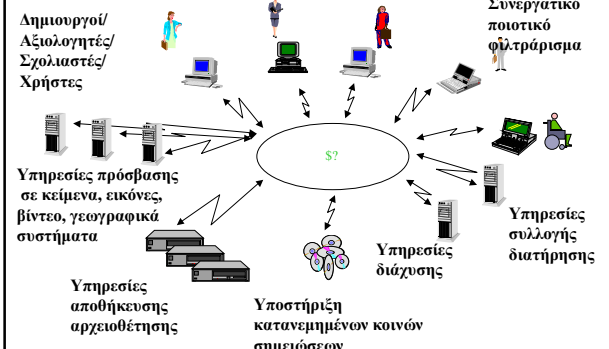 Δημιουργοί/
Αξιολογητές/
Σχολιαστές/
Χρήστες
Συνεργατικό
ποιοτικό
φιλτράρισμα
$?
Υπηρεσίες πρόσβασης
σε κείμενα, εικόνες,
βίντεο, γεωγραφικά
συστήματα
Υπηρεσίες
αποθήκευσης
αρχειοθέτησης
Υποστήριξη
κατανεμημένων κοινών
σημειώσεων
Υπηρεσίες
διάχυσης
Υπηρεσίες
συλλογής
διατήρησης